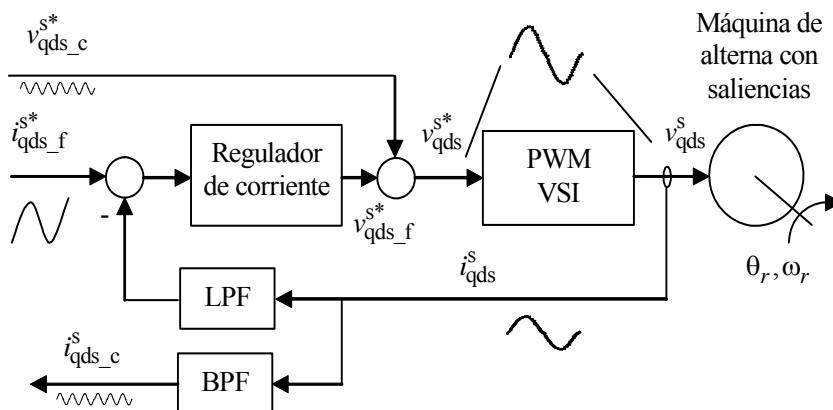 v^{s*}_{qds_c}
Máquina de
alterna con
saliencias
i^{s*}_{qds_f}
Regulador
de corriente
v^{s*}_{qds}
PWM
VSI
v^{s}_{qds}
-
v^{s*}_{qds_f}
θ_r, ω_r
i^{s}_{qds}
LPF
i^{s}_{qds_c}
BPF